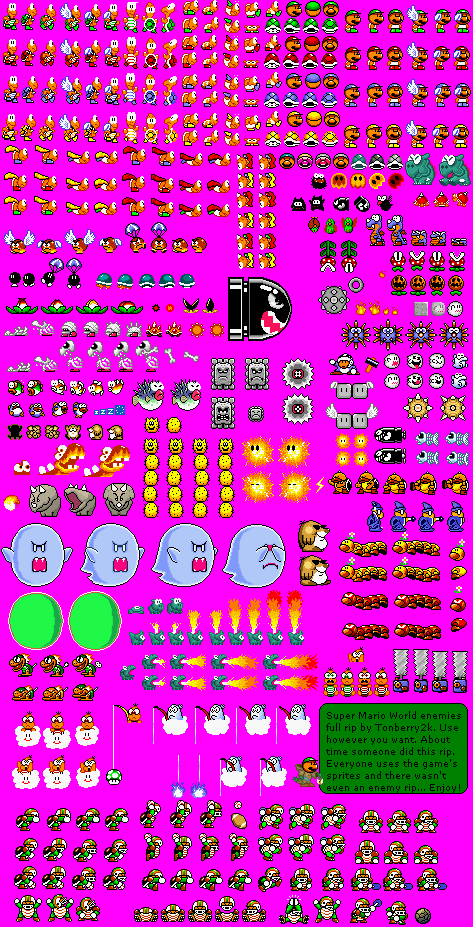 Super Mario World enemies
full rip by Tonberry2k. Use
however you want. About
time someone did this rip.
Everyone uses the game's
sprites and there wasn't
even an enemy rip... Enjoy!